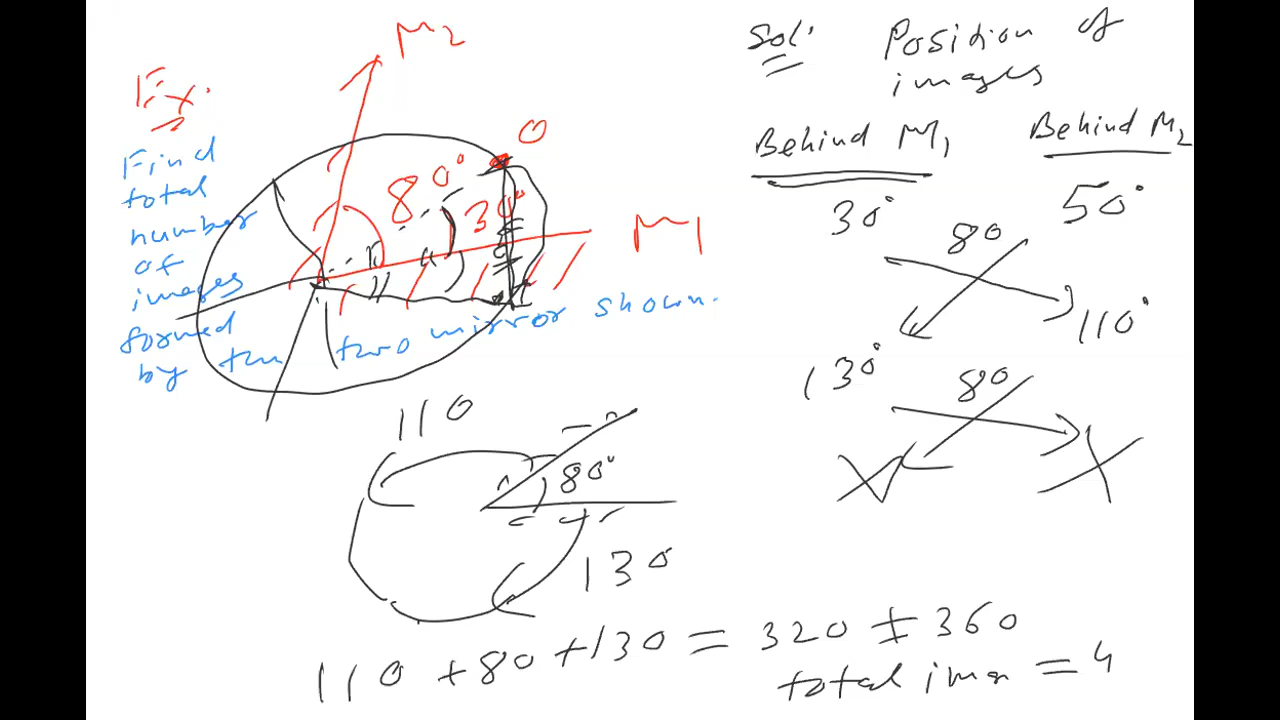 Ex.
Find
total
number
of
images
formed
by the two mirror shown.
M2
O
80°
30°
M1
Sol:
Position of
images
Behind M1
Behind M2
30°
50°
80
110°
130°
80
110
80°
130
110 + 80 + 130 = 320 ≠ 360
total ima = 4